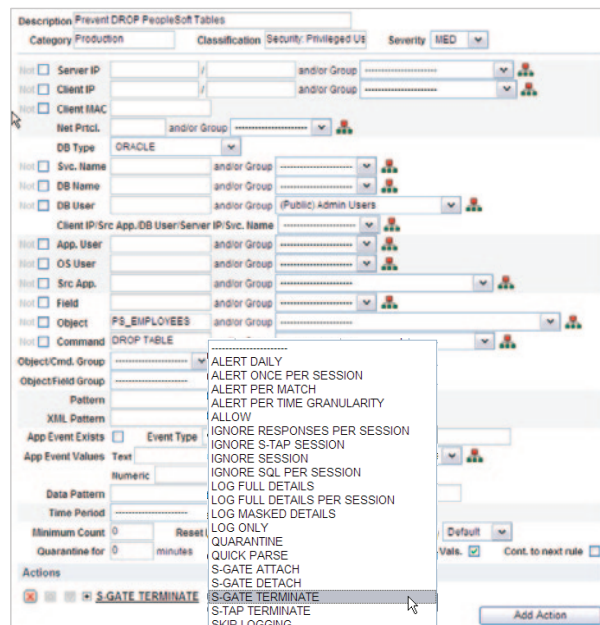 Description Prevent DROP PeopleSoft Tables
Category Production Classification Security: Privileged Us Severity MED
Not Server IP / and/or Group ----------------------
Not Client IP / and/or Group ----------------------
Not Client MAC
Net Prtcl. and/or Group ----------------------
DB Type ORACLE
Not Svc. Name and/or Group ----------------------
Not DB Name and/or Group ----------------------
Not DB User and/or Group (Public) Admin Users
Client IP/Src App./DB User/Server IP/Svc. Name ----------------------
Not App. User and/or Group ----------------------
Not OS User and/or Group ----------------------
Not Src App. and/or Group ----------------------
Not Field and/or Group ----------------------
Not Object PS_EMPLOYEES and/or Group ----------------------
Not Command DROP TABLE
Object/Cmd. Group ----------------------
Object/Field Group ----------------------
Pattern
XML Pattern
App Event Exists Event Type
App Event Values Text
Numeric
Data Pattern
Time Period ----------------------
Minimum Count 0 Reset Default
Quarantine for 0 minutes Vals. Cont. to next rule
----------------------
ALERT DAILY
ALERT ONCE PER SESSION
ALERT PER MATCH
ALERT PER TIME GRANULARITY
ALLOW
IGNORE RESPONSES PER SESSION
IGNORE S-TAP SESSION
IGNORE SESSION
IGNORE SQL PER SESSION
LOG FULL DETAILS
LOG FULL DETAILS PER SESSION
LOG MASKED DETAILS
LOG ONLY
QUARANTINE
QUICK PARSE
S-GATE ATTACH
S-GATE DETACH
S-GATE TERMINATE
S-TAP TERMINATE
SKIP LOGGING
Actions
S-GATE TERMINATE
Add Action